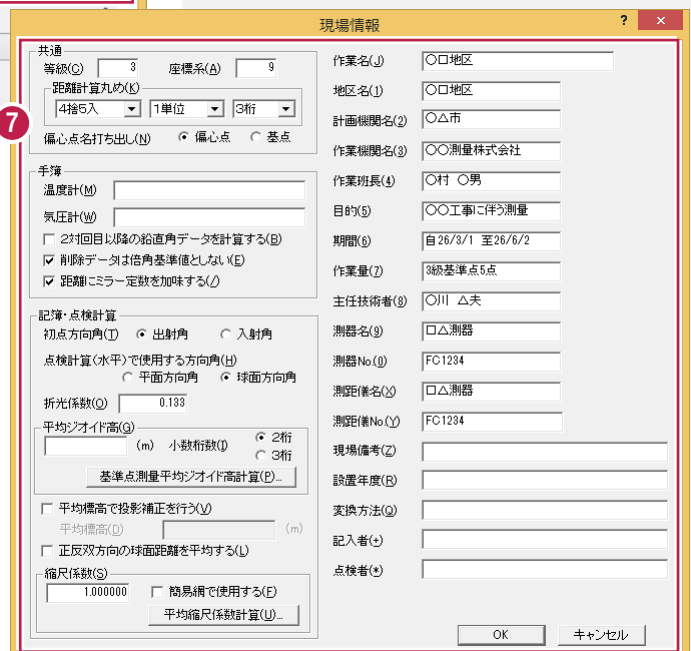 現場情報
? ×
7
共通
等級(C) 3 座標系(A) 9
距離計算丸め(K)
4捨5入 1単位 3桁
偏心点名打ち出し(N) 偏心点 基点
手簿
温度計(M)
気圧計(W)
2対回目以降の鉛直角データを計算する(B)
削除データは倍角基準値としない(E)
距離にミラー定数を加味する(/)
記簿・点検計算
初点方向角(T) 出射角 入射角
点検計算(水平)で使用する方向角(H)
平面方向角 球面方向角
折光係数(O) 0.133
平均ジオイド高(G)
(m) 小数桁数(I) 2桁
3桁
基準点測量平均ジオイド高計算(P)...
平均標高で投影補正を行う(V)
平均標高(D) (m)
正反双方向の球面距離を平均する(L)
縮尺係数(S)
1.000000 簡易網で使用する(F)
平均縮尺係数計算(U)...
作業名(J) 〇ロ地区
地区名(1) 〇ロ地区
計画機関名(2) 〇△市
作業機関名(3) 〇〇測量株式会社
作業班長(4) 〇村 〇男
目的(5) 〇〇工事に伴う測量
期間(6) 自26/3/1 至26/6/2
作業量(7) 3級基準点5点
主任技術者(8) 〇川 △夫
測器名(9) ロ△測器
測器No.(0) FC1234
測距儀名(X) ロ△測器
測距儀No.(Y) FC1234
現場備考(Z)
設置年度(R)
変換方法(Q)
記入者(+)
点検者(*)
OK キャンセル